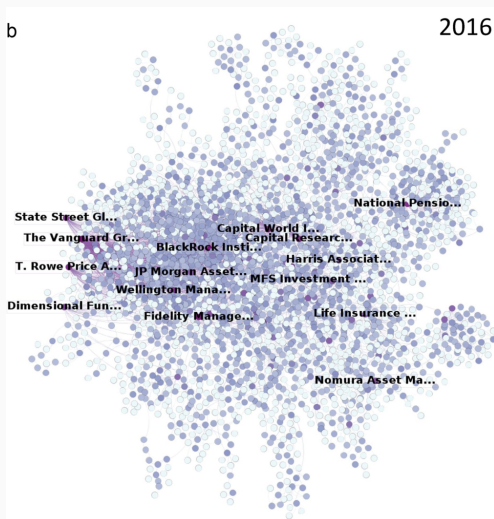 b
2016
National Pensio...
State Street Gl...
Capital World I...
The Vanguard Gr...
Capital Researc...
BlackRock Insti...
Harris Associat...
T. Rowe Price A...
JP Morgan Asset...
MFS Investment ...
Wellington Mana...
Dimensional Fun...
Fidelity Manage...
Life Insurance ...
Nomura Asset Ma...